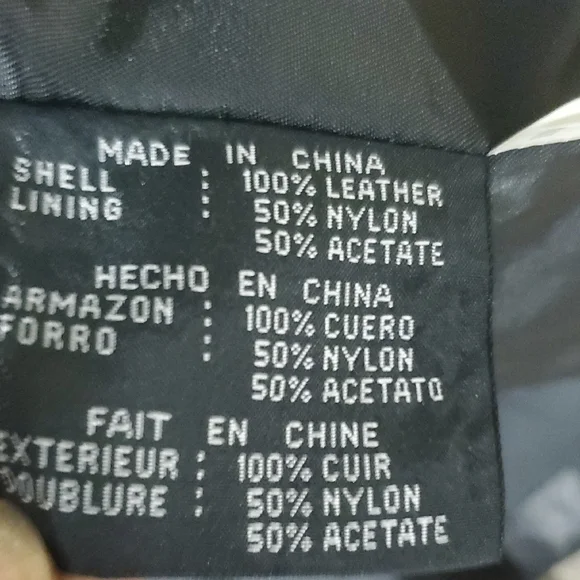 MADE IN CHINA
SHELL : 100% LEATHER
LINING : 50% NYLON
50% ACETATE
HECHO EN CHINA
ARMAZON : 100% CUERO
FORRO : 50% NYLON
50% ACETATO
FAIT EN CHINE
EXTERIEUR : 100% CUIR
DOUBLURE : 50% NYLON
50% ACETATE